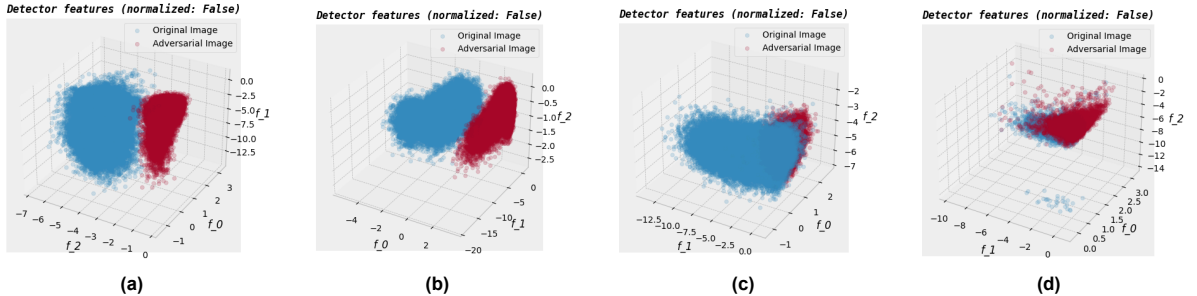 Detector features (normalized: False)
Original Image
Adversarial Image
0.0
−2.5
−5.0
−7.5
−10.0
−12.5
f_1
3
2
1
0
−1
f_0
−7
−6
−5
−4
−3
−2
−1
0
f_2
(a)
Detector features (normalized: False)
Original Image
Adversarial Image
0.0
−0.5
−1.0
−1.5
−2.0
−2.5
f_2
0
−5
−10
−15
−20
f_1
−4
−2
0
2
f_0
(b)
Detector features (normalized: False)
Original Image
Adversarial Image
−2
−3
−4
−5
−6
−7
f_2
2
1
0
−1
f_0
−12.5
−10.0
−7.5
−5.0
−2.5
0.0
f_1
(c)
Detector features (normalized: False)
Original Image
Adversarial Image
0
−2
−4
−6
−8
−10
−12
−14
f_2
3.0
2.5
2.0
1.5
1.0
0.5
0.0
f_0
−10
−8
−6
−4
−2
0
f_1
(d)